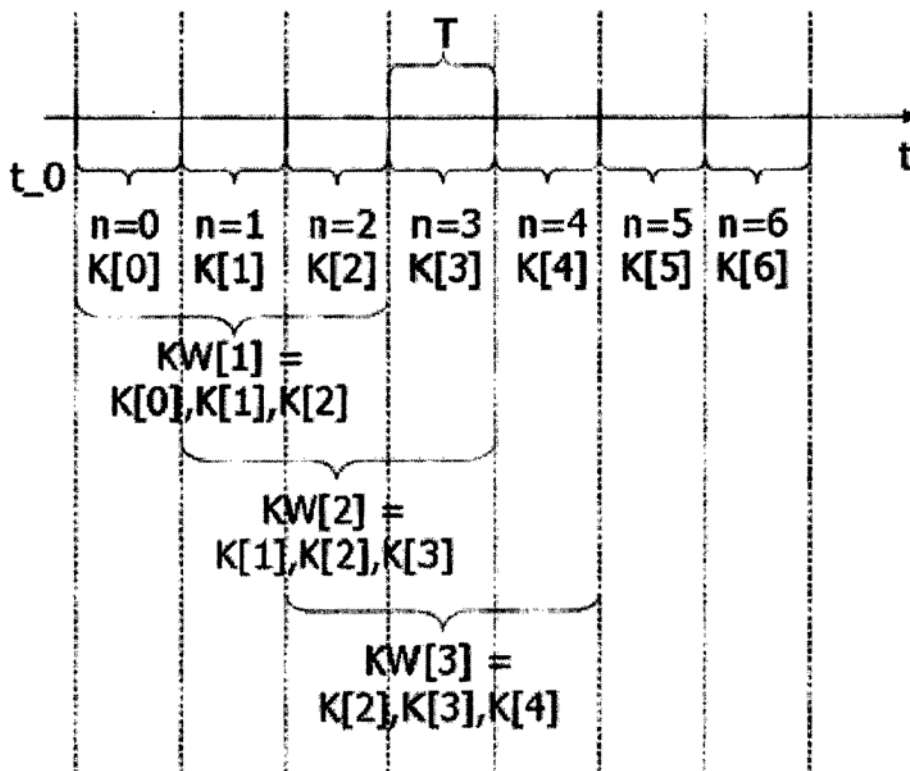 T
t_0
t
n=0 n=1 n=2 n=3 n=4 n=5 n=6
K[0] K[1] K[2] K[3] K[4] K[5] K[6]
KW[1] =
K[0],K[1],K[2]
KW[2] =
K[1],K[2],K[3]
KW[3] =
K[2],K[3],K[4]